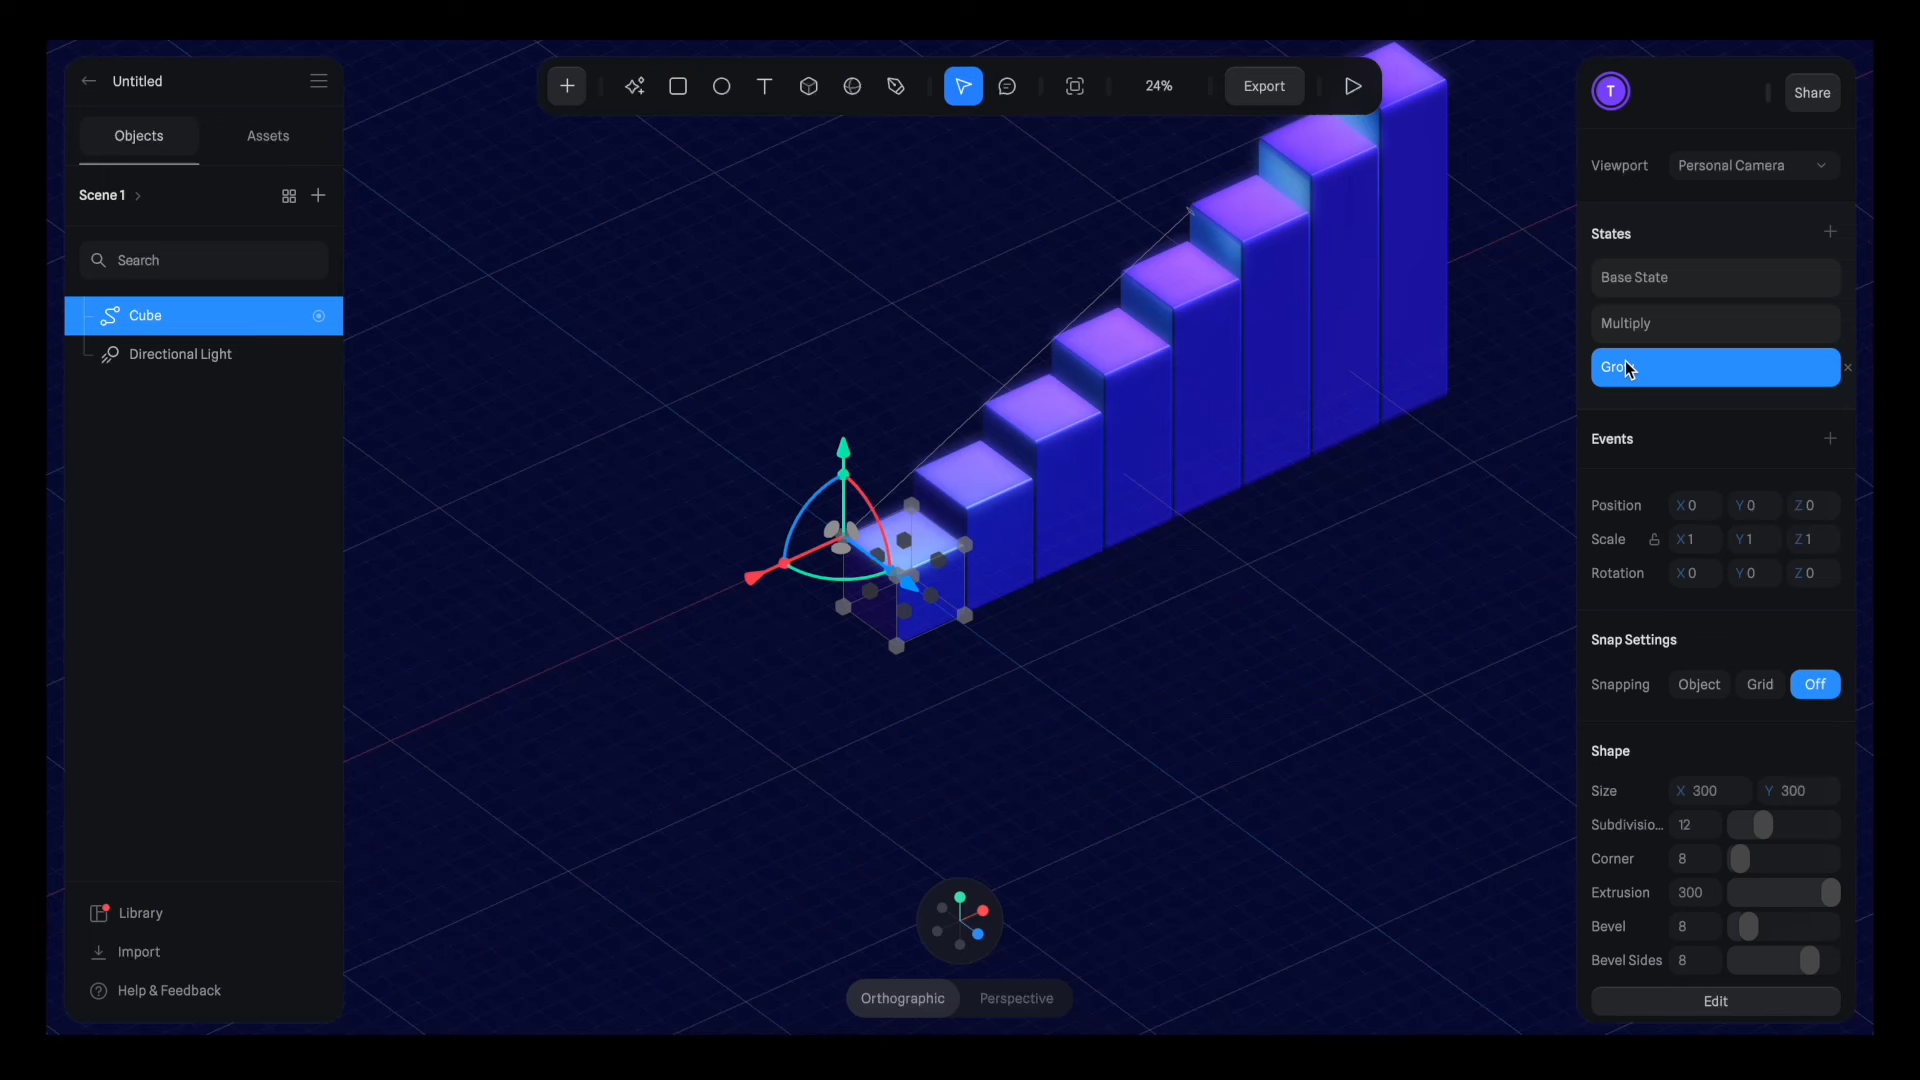 Untitled
Objects
Assets
Scene 1
Search
Cube
Directional Light
Library
Import
Help & Feedback
24%
Export
Orthographic
Perspective
T
Share
Viewport
Personal Camera
States
Base State
Multiply
Events
Position X 0 Y 0 Z 0
Scale X 1 Y 1 Z 1
Rotation X 0 Y 0 Z 0
Snap Settings
Snapping Object Grid Off
Shape
Size X 300 Y 300
Subdivisio... 12
Corner 8
Extrusion 300
Bevel 8
Bevel Sides 8
Edit